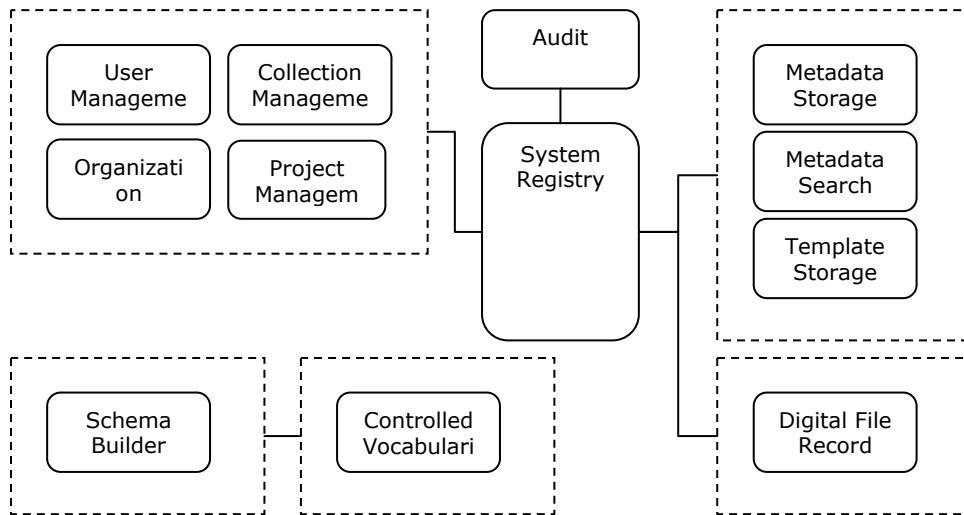 User
Manageme
Collection
Manageme
Organizati
on
Project
Managem
Audit
System
Registry
Metadata
Storage
Metadata
Search
Template
Storage
Schema
Builder
Controlled
Vocabulari
Digital File
Record